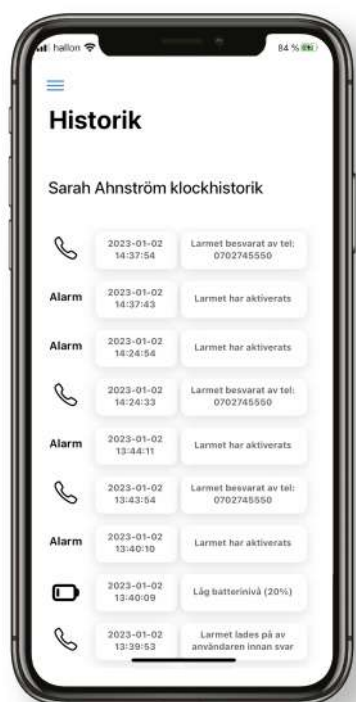 hallon
84 %
Historik
Sarah Ahnström klockhistorik
2023-01-02
14:37:54
Larmet besvarat av tel:
0702745550
Alarm
2023-01-02
14:37:43
Larmet har aktiverats
Alarm
2023-01-02
14:24:54
Larmet har aktiverats
2023-01-02
14:24:33
Larmet besvarat av tel:
0702745550
Alarm
2023-01-02
13:44:11
Larmet har aktiverats
2023-01-02
13:43:54
Larmet besvarat av tel:
0702745550
Alarm
2023-01-02
13:40:10
Larmet har aktiverats
2023-01-02
13:40:09
Låg batterinivå (20%)
2023-01-02
13:39:53
Larmet lades på av
användaren innan svar